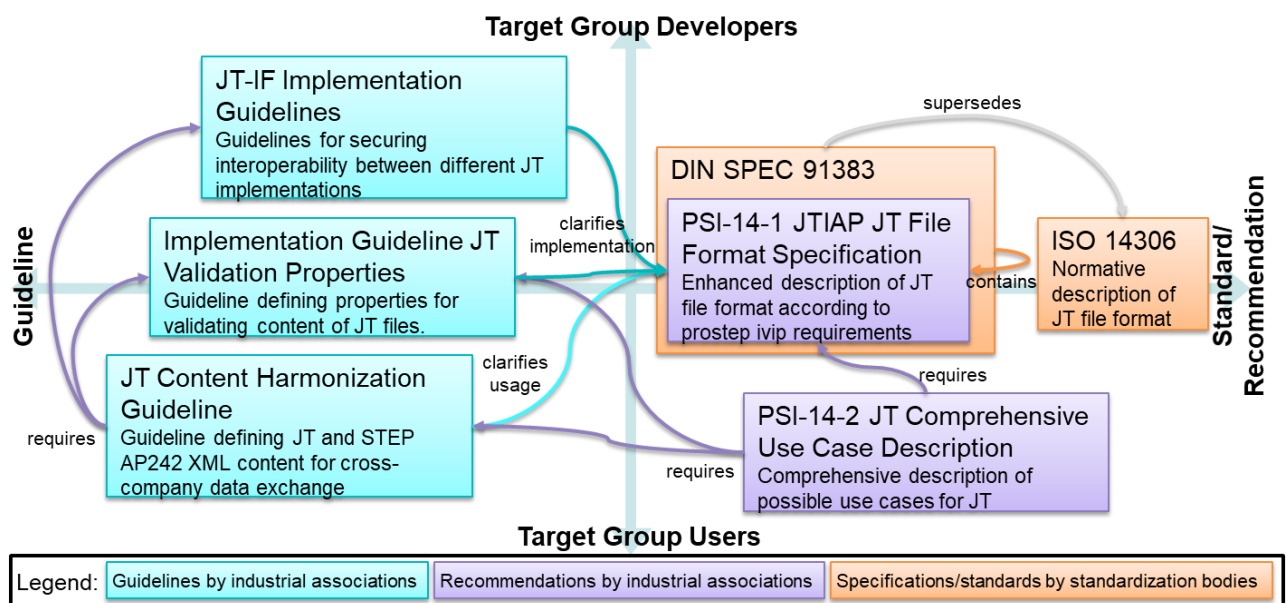 Target Group Developers
JT-IF Implementation
Guidelines
Guidelines for securing
interoperability between different JT
implementations
supersedes
DIN SPEC 91383
clarifies
implementation
PSI-14-1 JTIAP JT File
Format Specification
Enhanced description of JT
file format according to
prostep ivip requirements
contains
ISO 14306
Normative
description of
JT file format
Guideline
Standard/
Recommendation
Implementation Guideline JT
Validation Properties
Guideline defining properties for
validating content of JT files.
clarifies
usage
requires
JT Content Harmonization
Guideline
Guideline defining JT and STEP
AP242 XML content for cross-
company data exchange
requires
requires
PSI-14-2 JT Comprehensive
Use Case Description
Comprehensive description of
possible use cases for JT
Target Group Users
Legend:
Guidelines by industrial associations
Recommendations by industrial associations
Specifications/standards by standardization bodies